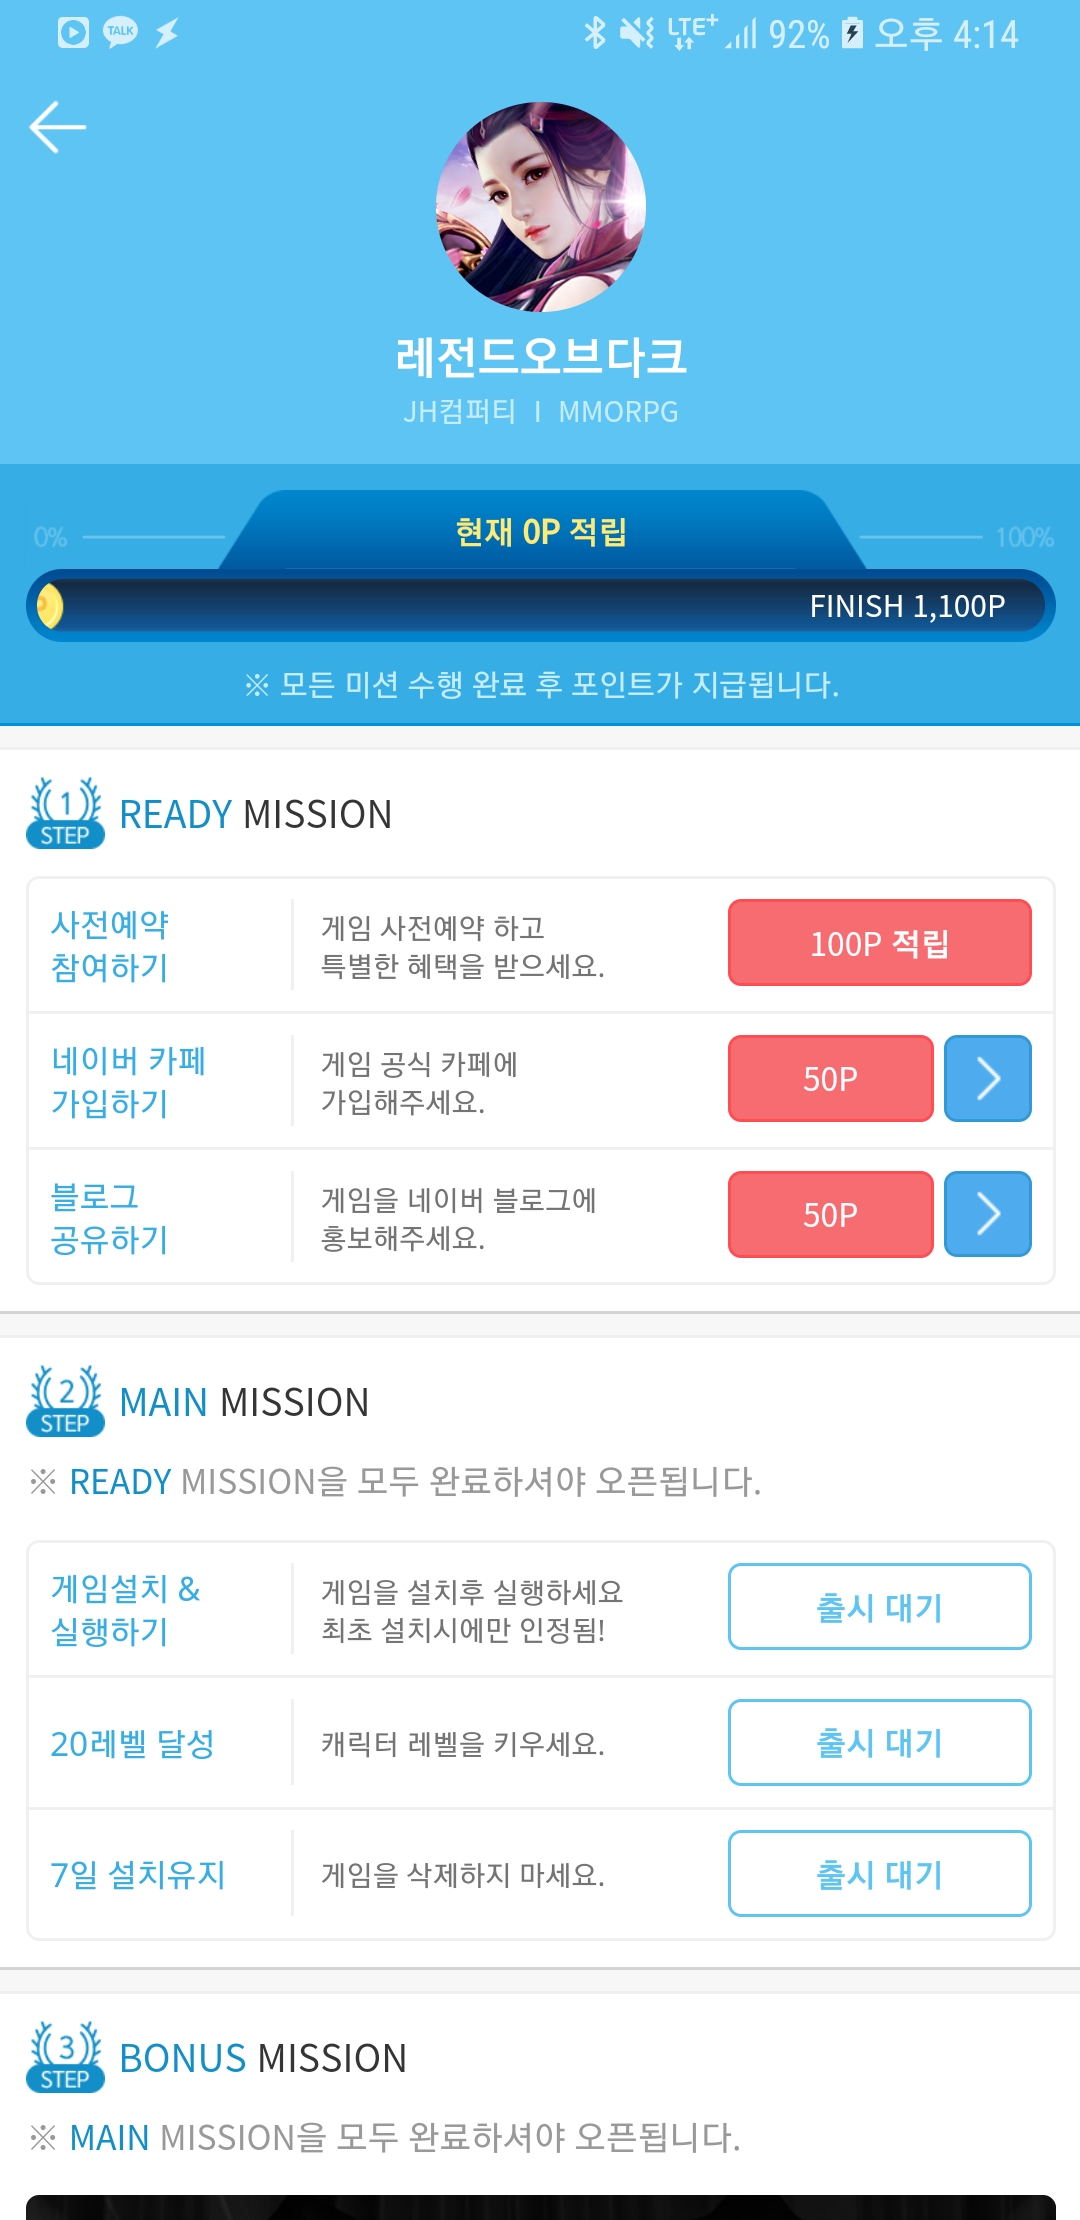 TALK LTE+ 92% 오후 4:14
레전드오브다크
JH컴퍼티 I MMORPG
0% 현재 0P 적립 100%
FINISH 1,100P
※ 모든 미션 수행 완료 후 포인트가 지급됩니다.
1 STEP READY MISSION
사전예약
참여하기
게임 사전예약 하고
특별한 혜택을 받으세요.
100P 적립
네이버 카페
가입하기
게임 공식 카페에
가입해주세요.
50P
블로그
공유하기
게임을 네이버 블로그에
홍보해주세요.
50P
2 STEP MAIN MISSION
※ READY MISSION을 모두 완료하셔야 오픈됩니다.
게임설치 &
실행하기
게임을 설치후 실행하세요
최초 설치시에만 인정됨!
출시 대기
20레벨 달성
캐릭터 레벨을 키우세요.
출시 대기
7일 설치유지
게임을 삭제하지 마세요.
출시 대기
3 STEP BONUS MISSION
※ MAIN MISSION을 모두 완료하셔야 오픈됩니다.